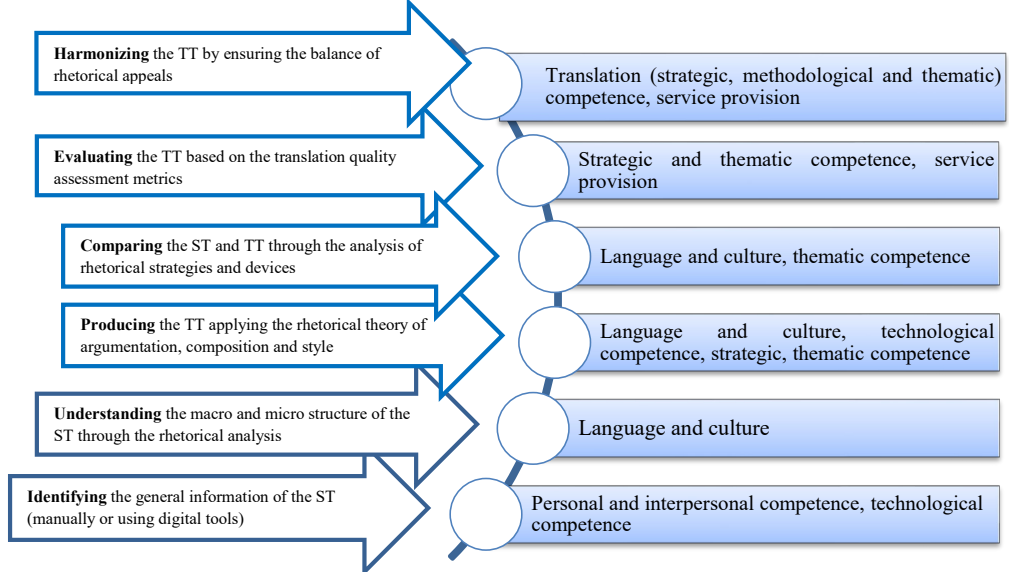 Harmonizing the TT by ensuring the balance of
rhetorical appeals
Translation (strategic, methodological and thematic)
competence, service provision
Evaluating the TT based on the translation quality
assessment metrics
Strategic and thematic competence, service
provision
Comparing the ST and TT through the analysis of
rhetorical strategies and devices
Language and culture, thematic competence
Producing the TT applying the rhetorical theory of
argumentation, composition and style
Language and culture, technological
competence, strategic, thematic competence
Understanding the macro and micro structure of the
ST through the rhetorical analysis
Language and culture
Identifying the general information of the ST
(manually or using digital tools)
Personal and interpersonal competence, technological
competence